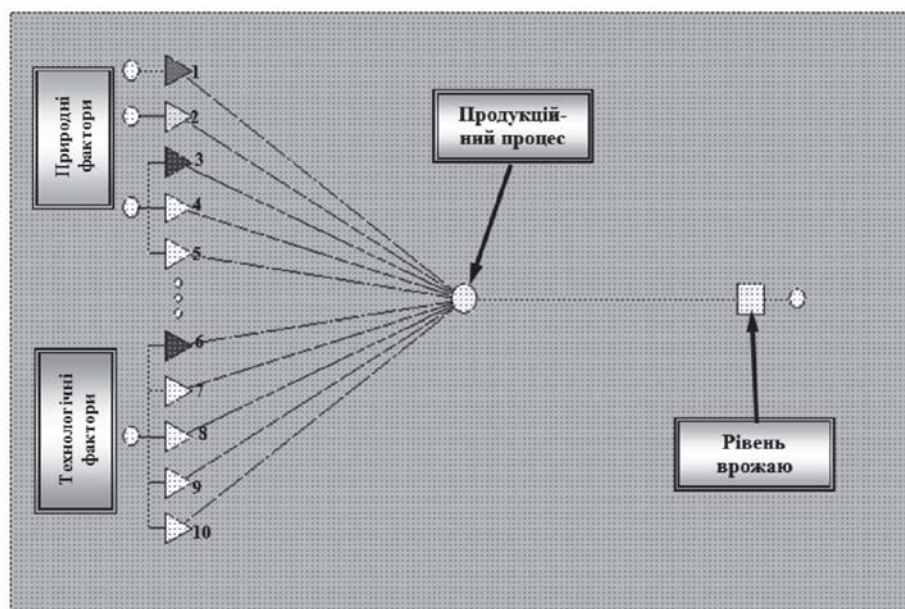 Природні
фактори
1
2
3
4
5
Продукцій-
ний процес
Технологічні
фактори
6
7
8
9
10
Рівень
врожаю